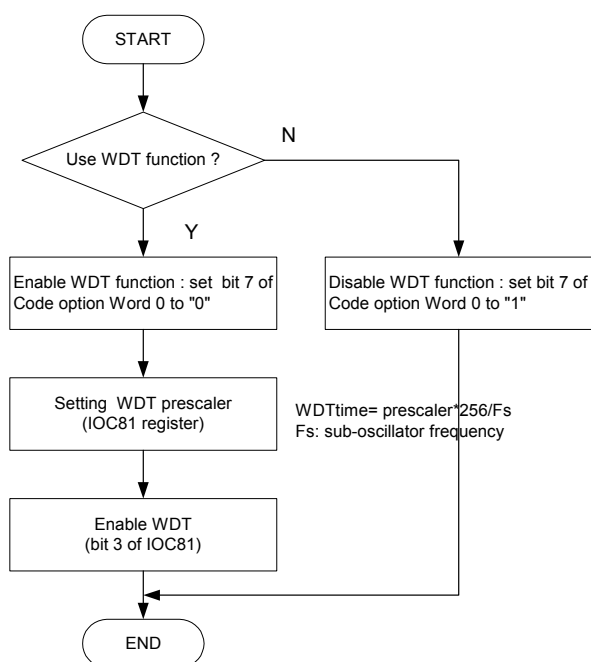 START
Use WDT function ?
N
Y
Enable WDT function : set bit 7 of
Code option Word 0 to "0"
Disable WDT function : set bit 7 of
Code option Word 0 to "1"
Setting WDT prescaler
(IOC81 register)
WDTtime= prescaler*256/Fs
Fs: sub-oscillator frequency
Enable WDT
(bit 3 of IOC81)
END